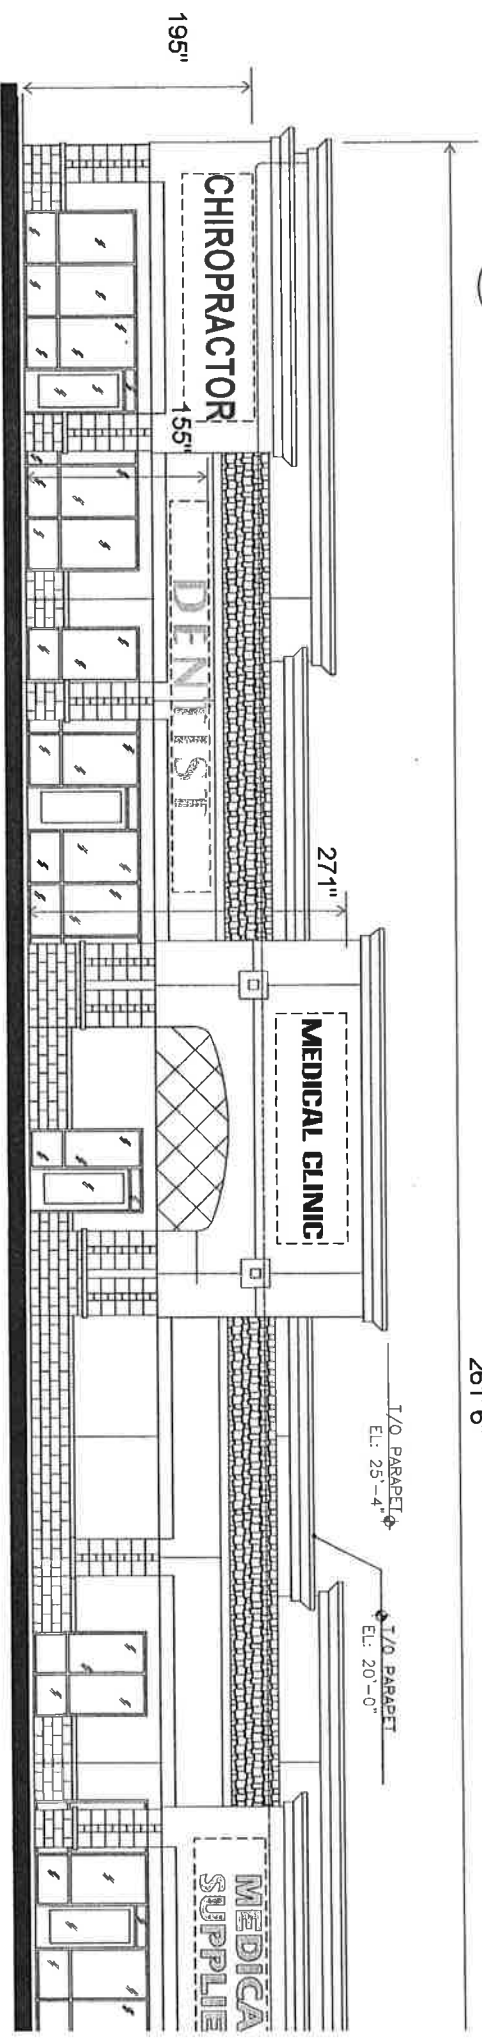 195"
CHIROPRACTOR
155"
DENTIST
271"
MEDICAL CLINIC
T/O PARAPET
EL: 25'-4"
T/O PARAPET
EL: 20'-0"
MEDICA
SUPPLIE